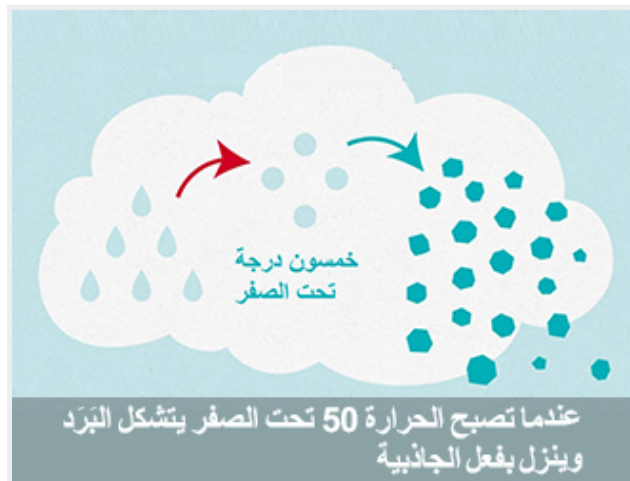 خمسون درجة
تحت الصفر
عندما تصبح الحرارة 50 تحت الصفر يتشكل البَرَد
وينزل بفعل الجاذبية